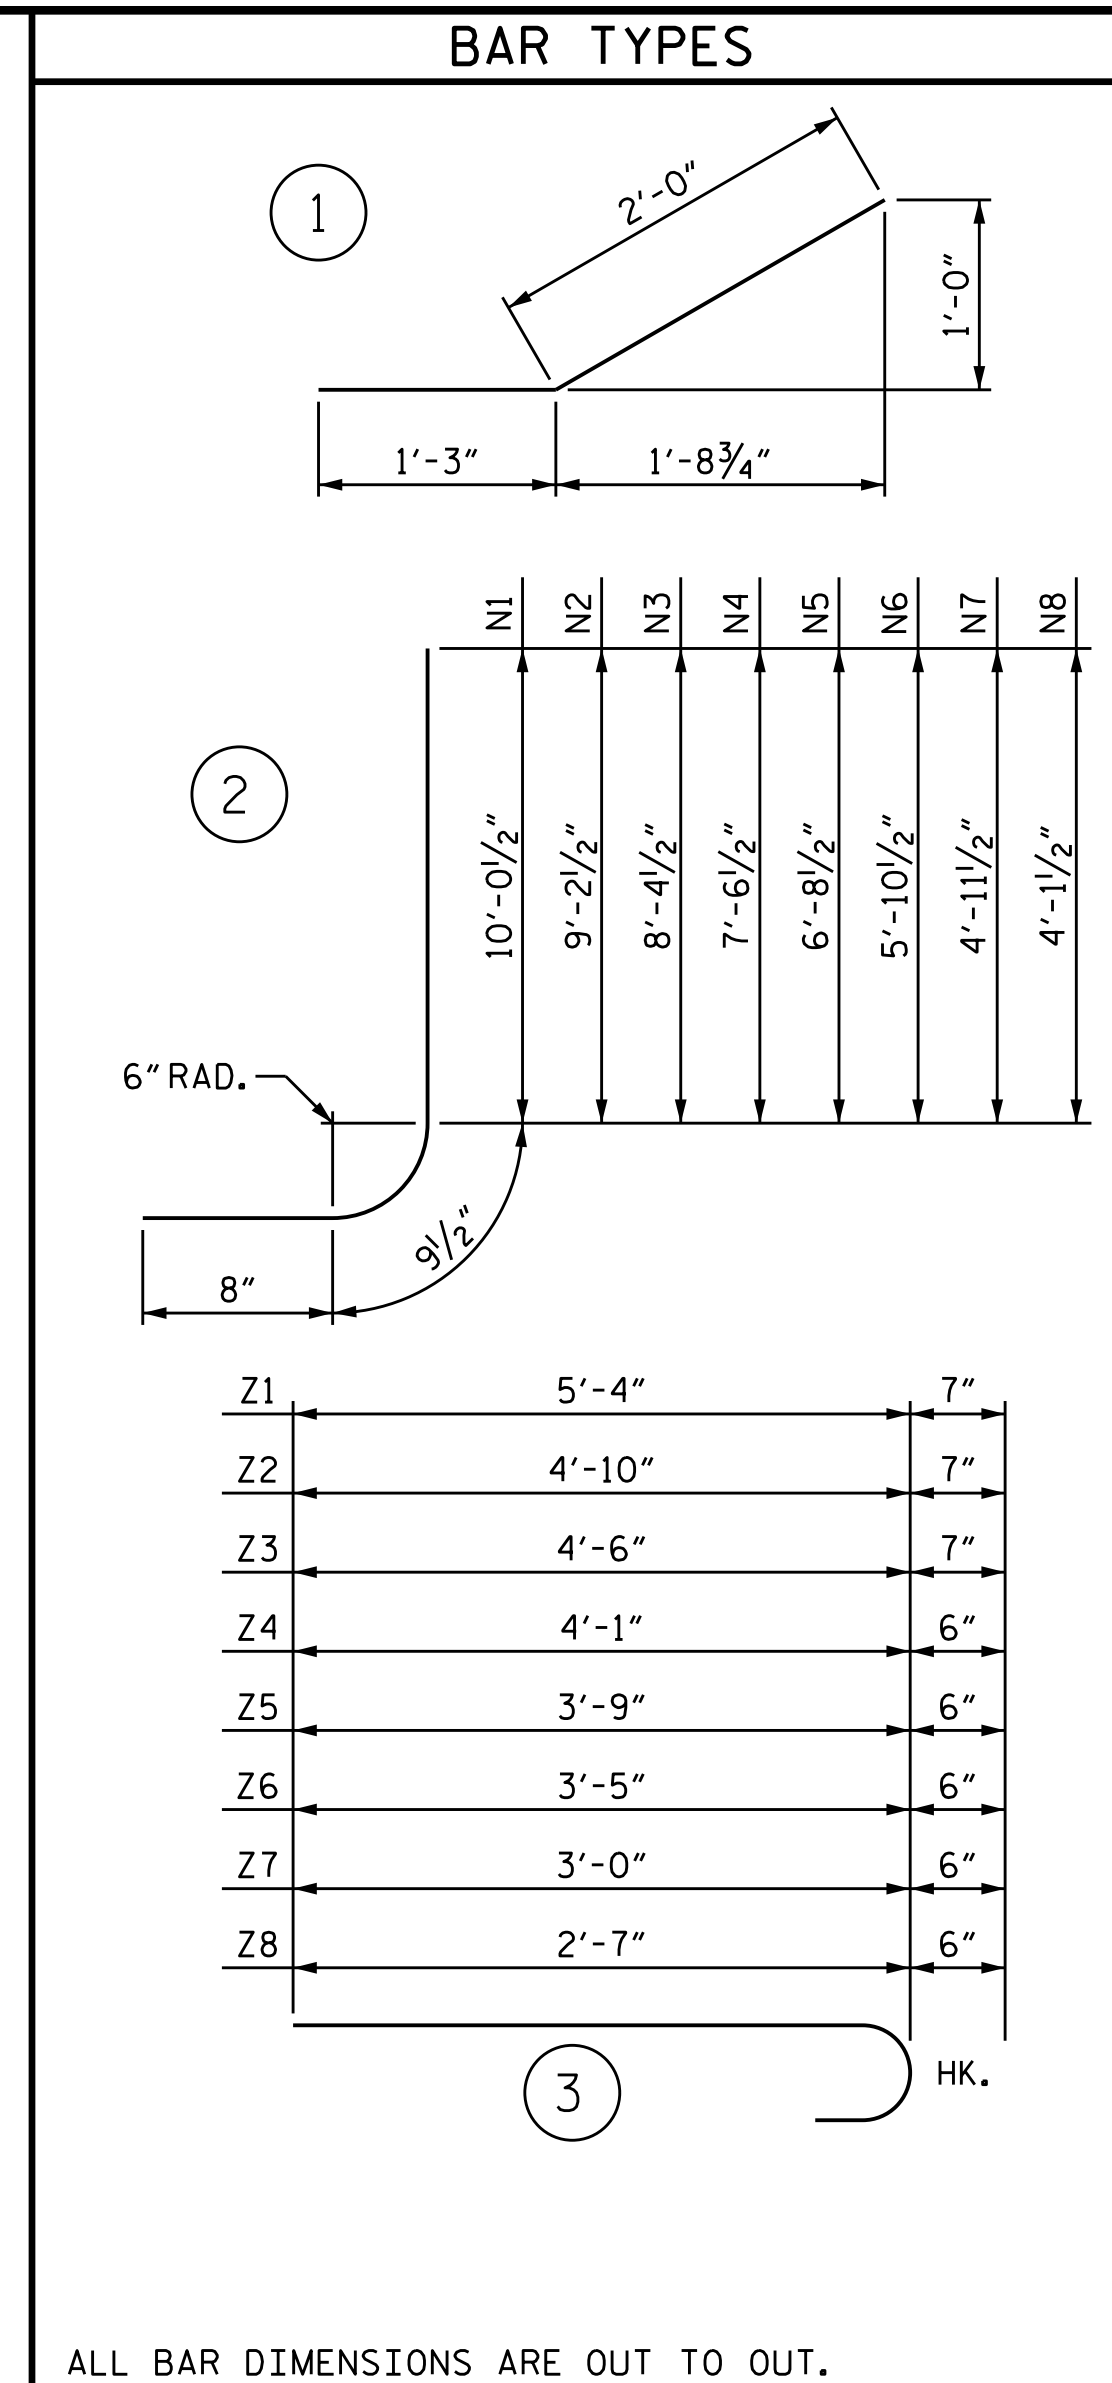 BAR TYPES
1
2'-0"
1'-0"
1'-3" 1'-8¾"
N1 N2 N3 N4 N5 N6 N7 N8
2
10'-0½" 9'-2½" 8'-4½" 7'-6½" 6'-8½" 5'-10½" 4'-11½" 4'-1½"
6" RAD.
9½"
8"
Z1 5'-4" 7"
Z2 4'-10" 7"
Z3 4'-6" 7"
Z4 4'-1" 6"
Z5 3'-9" 6"
Z6 3'-5" 6"
Z7 3'-0" 6"
Z8 2'-7" 6"
3 HK.
ALL BAR DIMENSIONS ARE OUT TO OUT.